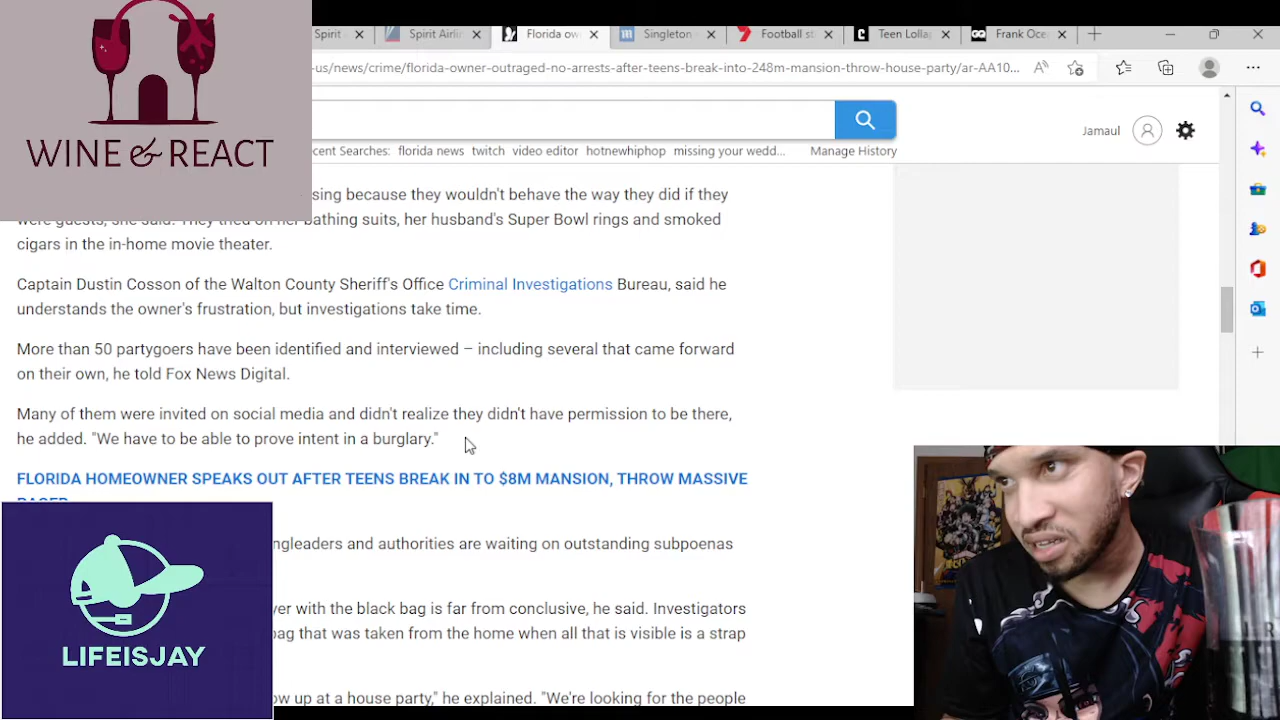 Spirit
Spirit Airlin
Florida ow
Singleton
Football st
Teen Lolla
Frank Oce
-us/news/crime/florida-owner-outraged-no-arrests-after-teens-break-into-248m-mansion-throw-house-party/ar-AA10...
WINE & REACT
Jamaul
cent Searches: florida news twitch video editor hotnewhiphop missing your wedd... Manage History
sing because they wouldn't behave the way they did if they
were guests, she said. They tried on her bathing suits, her husband's Super Bowl rings and smoked
cigars in the in-home movie theater.
Captain Dustin Cosson of the Walton County Sheriff's Office Criminal Investigations Bureau, said he
understands the owner's frustration, but investigations take time.
More than 50 partygoers have been identified and interviewed – including several that came forward
on their own, he told Fox News Digital.
Many of them were invited on social media and didn't realize they didn't have permission to be there,
he added. "We have to be able to prove intent in a burglary."
FLORIDA HOMEOWNER SPEAKS OUT AFTER TEENS BREAK IN TO $8M MANSION, THROW MASSIVE
ngleaders and authorities are waiting on outstanding subpoenas
ver with the black bag is far from conclusive, he said. Investigators
bag that was taken from the home when all that is visible is a strap
ow up at a house party," he explained. "We're looking for the people
LIFEISJAY